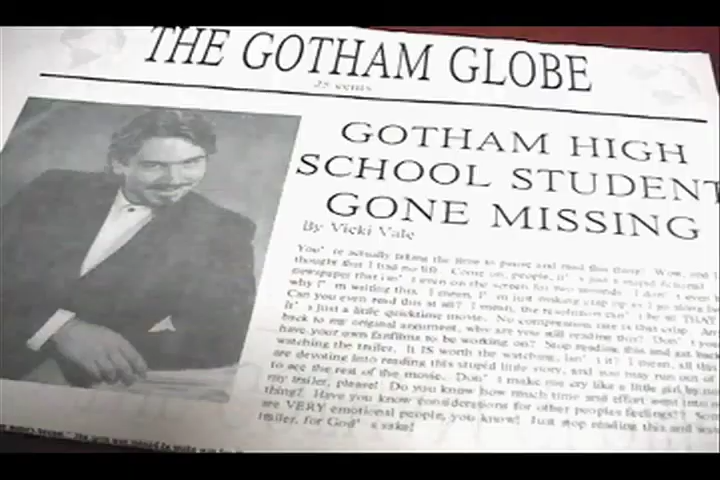 THE GOTHAM GLOBE
25 cents
GOTHAM HIGH
SCHOOL STUDENT
GONE MISSING
By Vicki Vale
You're actually taking the time to pause and read this thing? Wow, and I
thought that I had no life. Come on, people, it's just a stupid fictional
newspaper that isn't even on the screen for two seconds. I don't even
why I'm writing this. I mean, I'm just making crap up as I go along
Can you even read this at all? I mean, the resolution can't be THAT
It's just a little quicktime movie. No compression rate is that crisp. An
back to my original argument, why are you still reading this? Don't you
have your own fanfilms to be working on? Stop reading this and get back
watching the trailer. It IS worth the watching, isn't it? I mean, all this
are devoting into reading this stupid little story, and you may run out of
to see the rest of the movie. Don't make me cry like a little girl by
my trailer, please! Do you know how much time and effort went into
thing? Have you know considerations for other peoples feelings?? Some
are VERY emotional people, you know! Just stop reading this and
trailer, for God's sake!